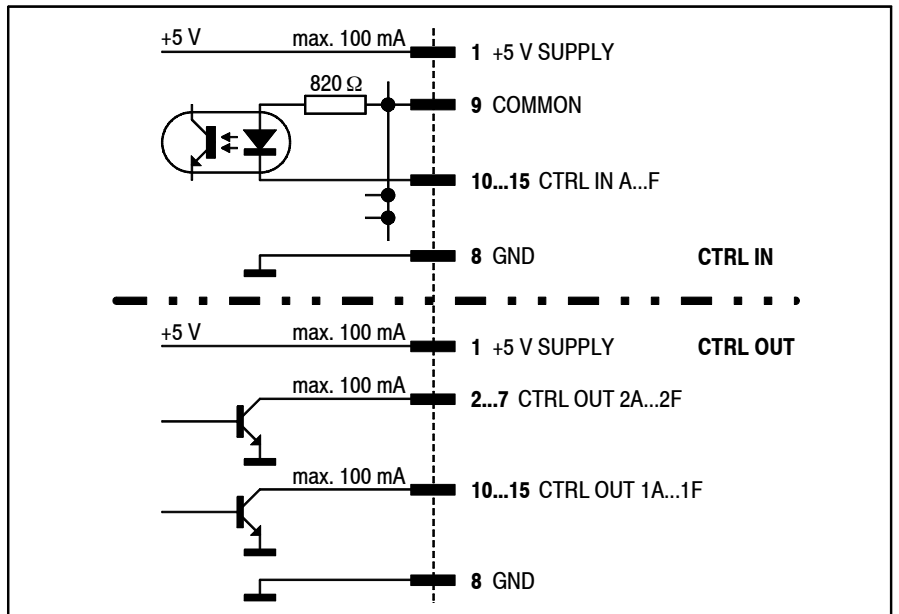 +5 V max. 100 mA 1 +5 V SUPPLY
820 Ω
9 COMMON
10...15 CTRL IN A...F
8 GND CTRL IN
+5 V max. 100 mA 1 +5 V SUPPLY CTRL OUT
max. 100 mA 2...7 CTRL OUT 2A...2F
max. 100 mA 10...15 CTRL OUT 1A...1F
8 GND